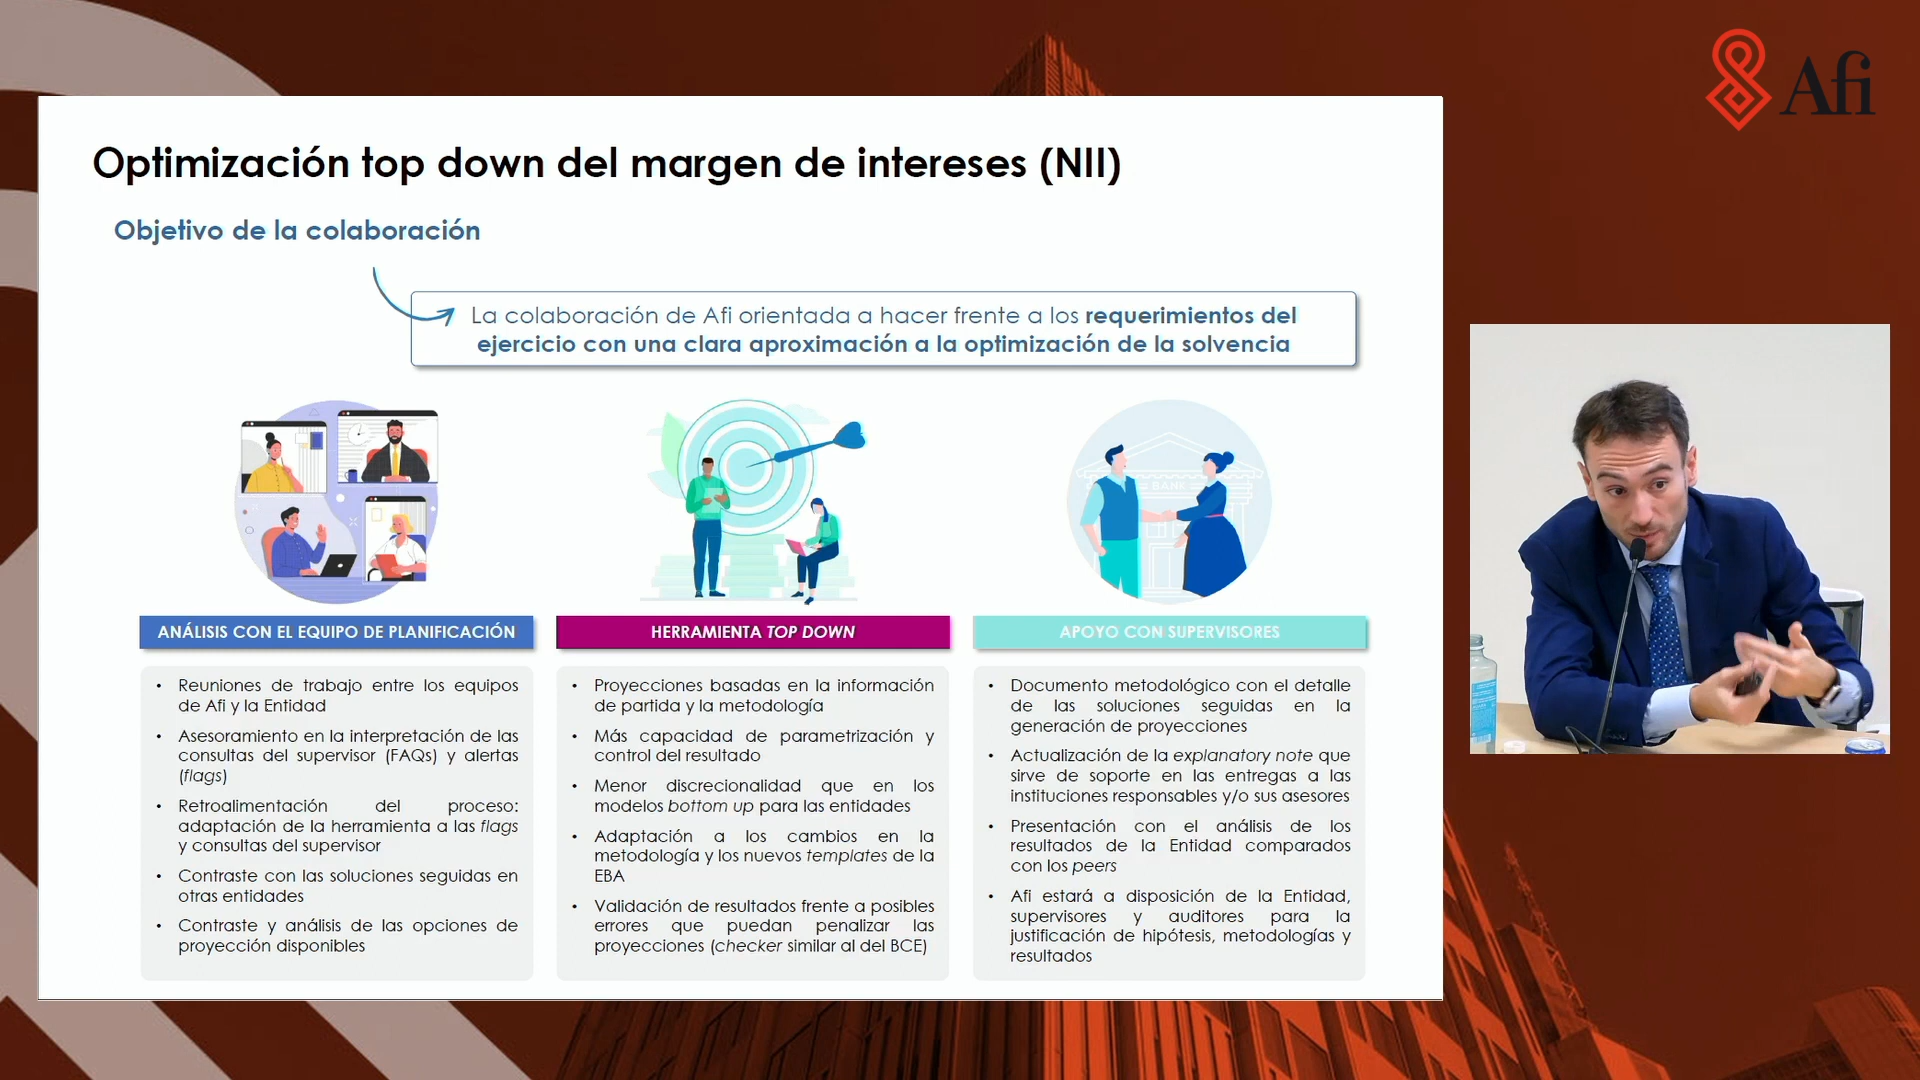 Afi
Optimización top down del margen de intereses (NII)
Objetivo de la colaboración
La colaboración de Afi orientada a hacer frente a los requerimientos del
ejercicio con una clara aproximación a la optimización de la solvencia
BANK
ANÁLISIS CON EL EQUIPO DE PLANIFICACIÓN
• Reuniones de trabajo entre los equipos
de Afi y la Entidad
• Asesoramiento en la interpretación de las
consultas del supervisor (FAQs) y alertas
(flags)
• Retroalimentación del proceso:
adaptación de la herramienta a las flags
y consultas del supervisor
• Contraste con las soluciones seguidas en
otras entidades
• Contraste y análisis de las opciones de
proyección disponibles
HERRAMIENTA TOP DOWN
• Proyecciones basadas en la información
de partida y la metodología
• Más capacidad de parametrización y
control del resultado
• Menor discrecionalidad que en los
modelos bottom up para las entidades
• Adaptación a los cambios en la
metodología y los nuevos templates de la
EBA
• Validación de resultados frente a posibles
errores que puedan penalizar las
proyecciones (checker similar al del BCE)
APOYO CON SUPERVISORES
• Documento metodológico con el detalle
de las soluciones seguidas en la
generación de proyecciones
• Actualización de la explanatory note que
sirve de soporte en las entregas a las
instituciones responsables y/o sus asesores
• Presentación con el análisis de los
resultados de la Entidad comparados
con los peers
• Afi estará a disposición de la Entidad,
supervisores y auditores para la
justificación de hipótesis, metodologías y
resultados